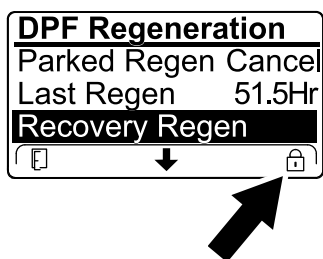 DPF Regeneration
Parked Regen Cancel
Last Regen 51.5Hr
Recovery Regen